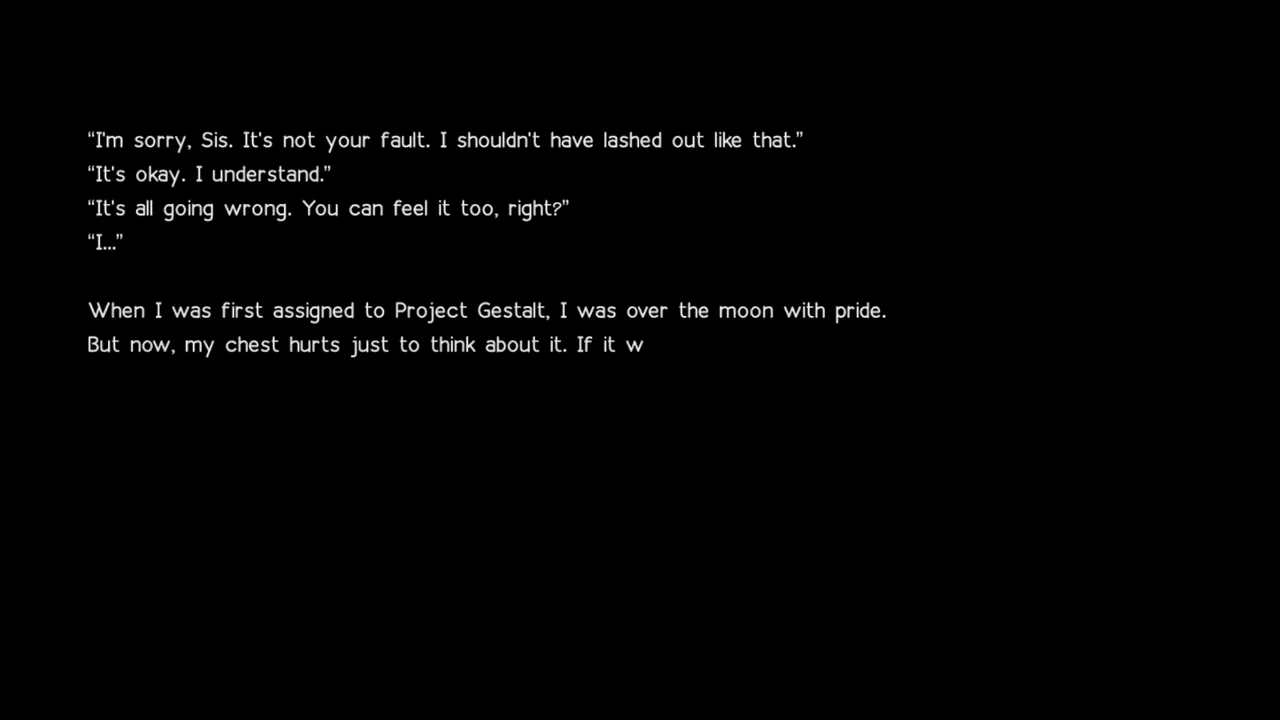 “I'm sorry, Sis. It's not your fault. I shouldn't have lashed out like that.”
“It's okay. I understand.”
“It's all going wrong. You can feel it too, right?”
“I...”
When I was first assigned to Project Gestalt, I was over the moon with pride.
But now, my chest hurts just to think about it. If it w